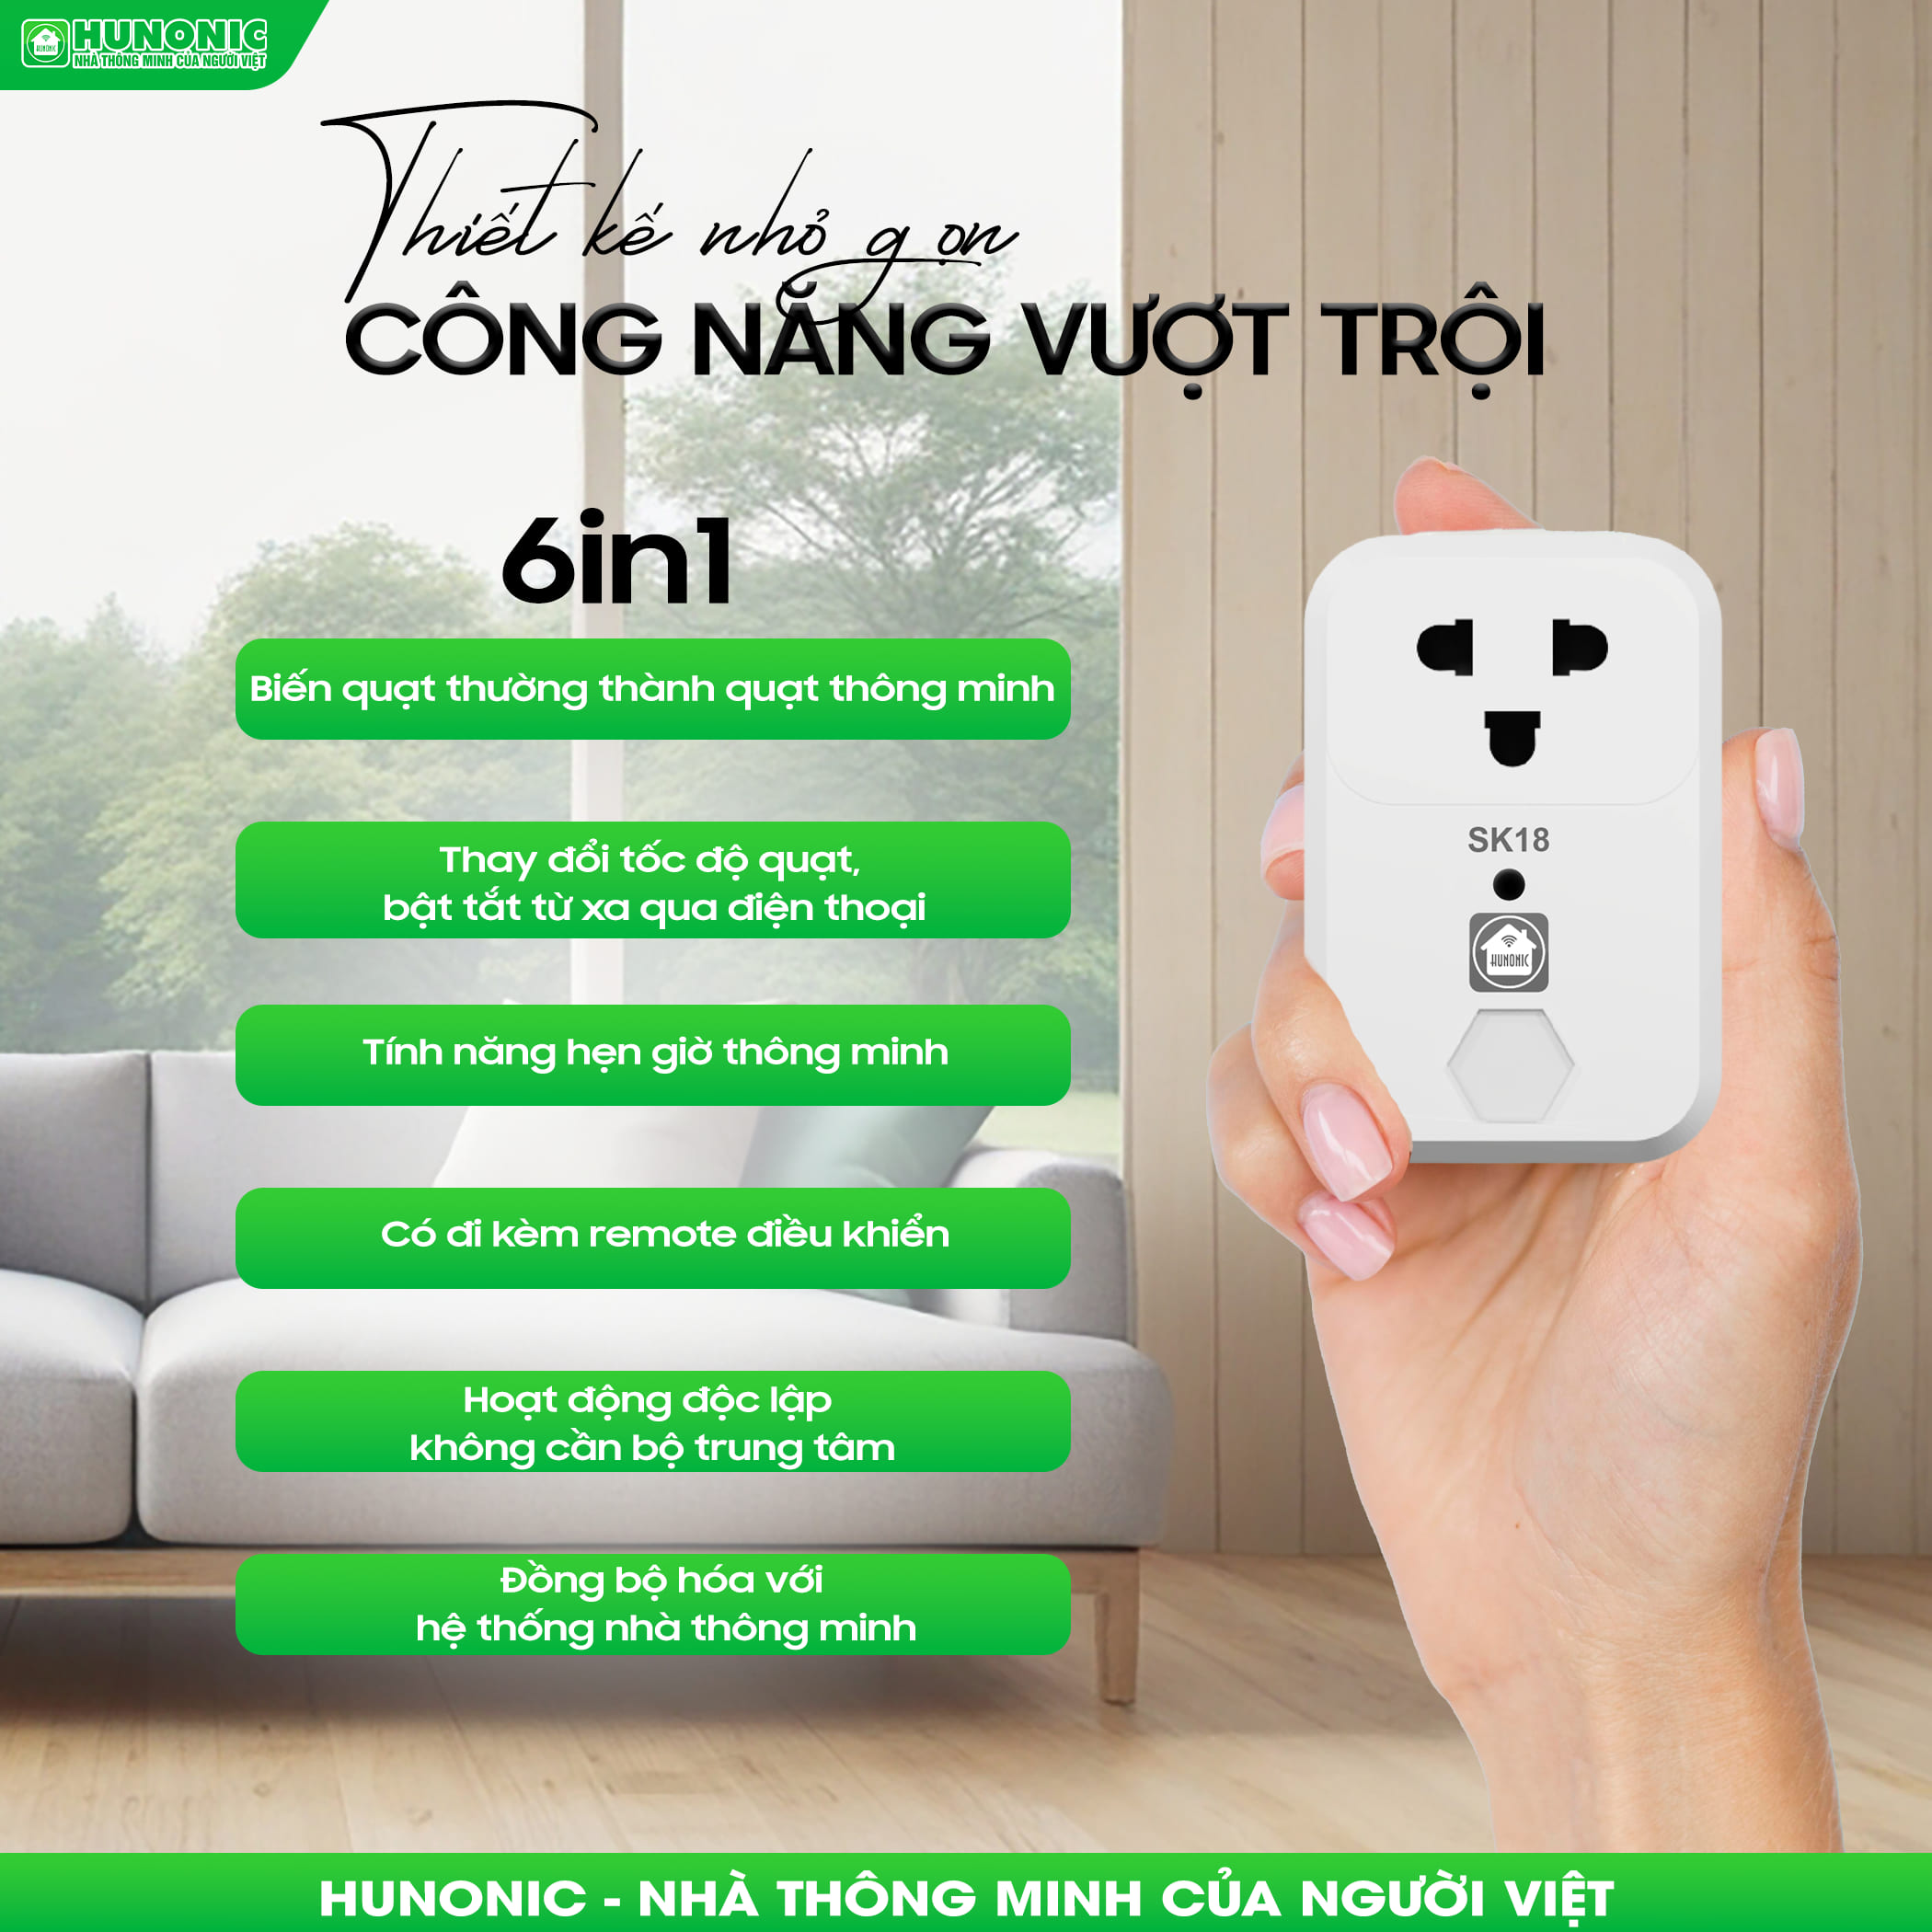 HUNONIC
NHÀ THÔNG MINH CỦA NGƯỜI VIỆT
Thiết kế nhỏ gọn
CÔNG NĂNG VƯỢT TRỘI
6in1
Biến quạt thường thành quạt thông minh
Thay đổi tốc độ quạt,
bật tắt từ xa qua điện thoại
Tính năng hẹn giờ thông minh
Có đi kèm remote điều khiển
Hoạt động độc lập
không cần bộ trung tâm
Đồng bộ hóa với
hệ thống nhà thông minh
SK18
HUNONIC
HUNONIC - NHÀ THÔNG MINH CỦA NGƯỜI VIỆT